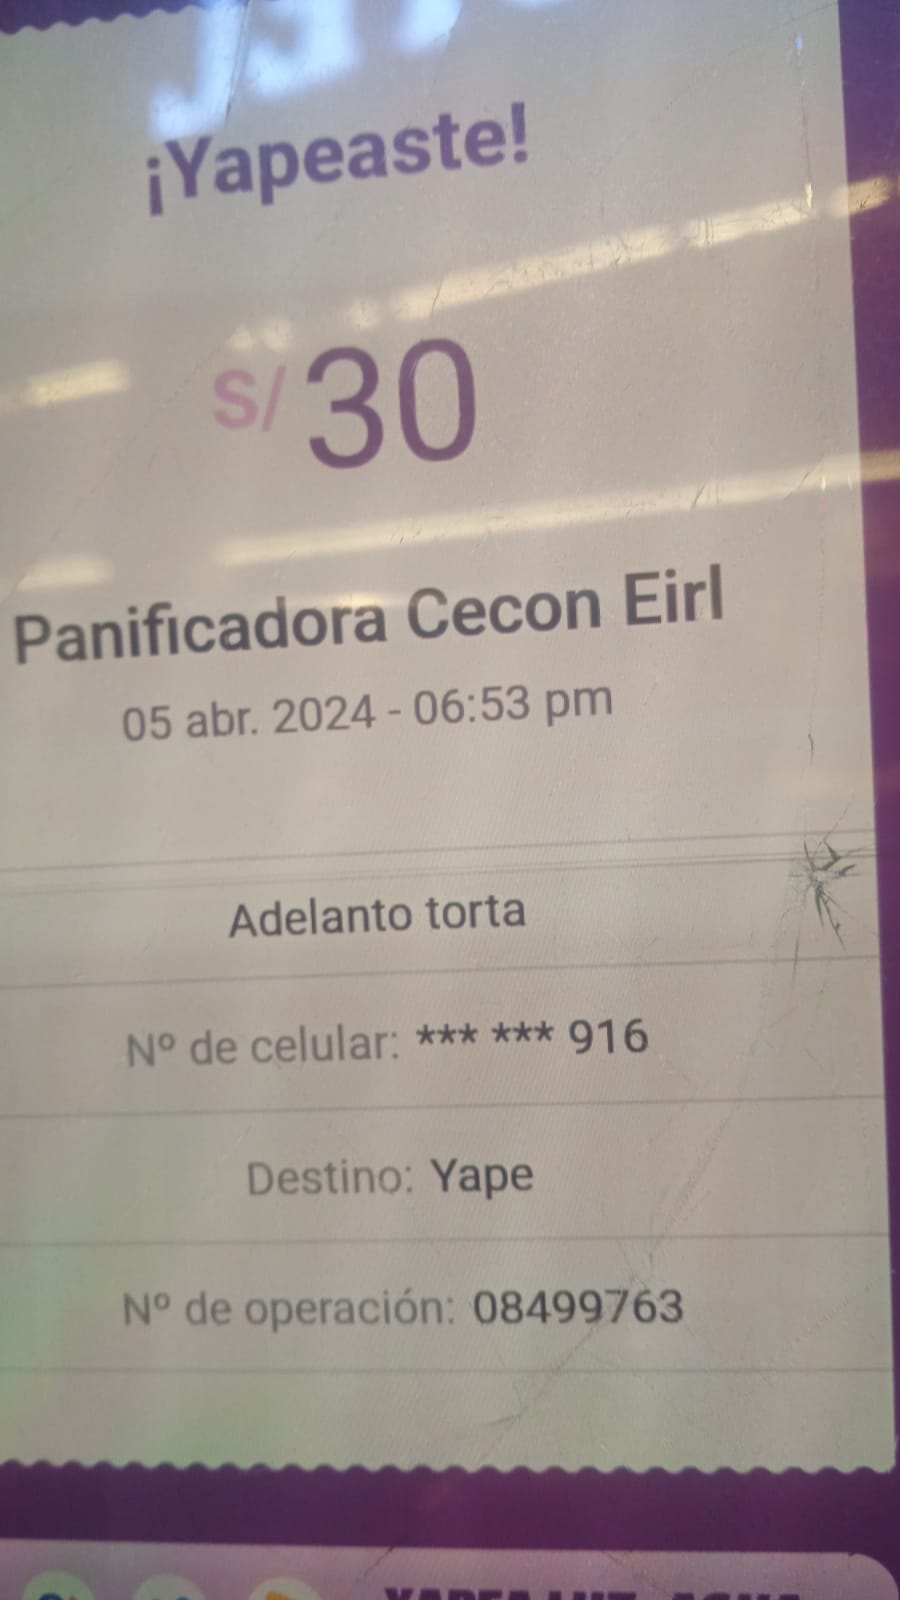 ¡Yapeaste!
S/ 30
Panificadora Cecon Eirl
05 abr. 2024 - 06:53 pm
Adelanto torta
Nº de celular: *** *** 916
Destino: Yape
Nº de operación: 08499763